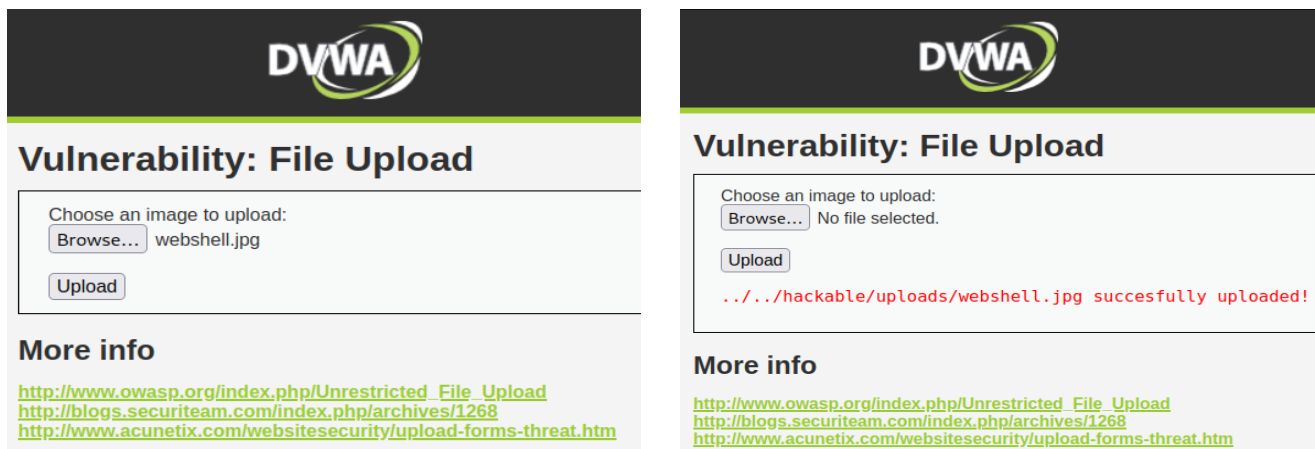 DVWA
Vulnerability: File Upload
Choose an image to upload:
Browse... webshell.jpg
Upload
More info
http://www.owasp.org/index.php/Unrestricted_File_Upload
http://blogs.securiteam.com/index.php/archives/1268
http://www.acunetix.com/websitesecurity/upload-forms-threat.htm
DVWA
Vulnerability: File Upload
Choose an image to upload:
Browse... No file selected.
Upload
../../hackable/uploads/webshell.jpg succesfully uploaded!
More info
http://www.owasp.org/index.php/Unrestricted_File_Upload
http://blogs.securiteam.com/index.php/archives/1268
http://www.acunetix.com/websitesecurity/upload-forms-threat.htm